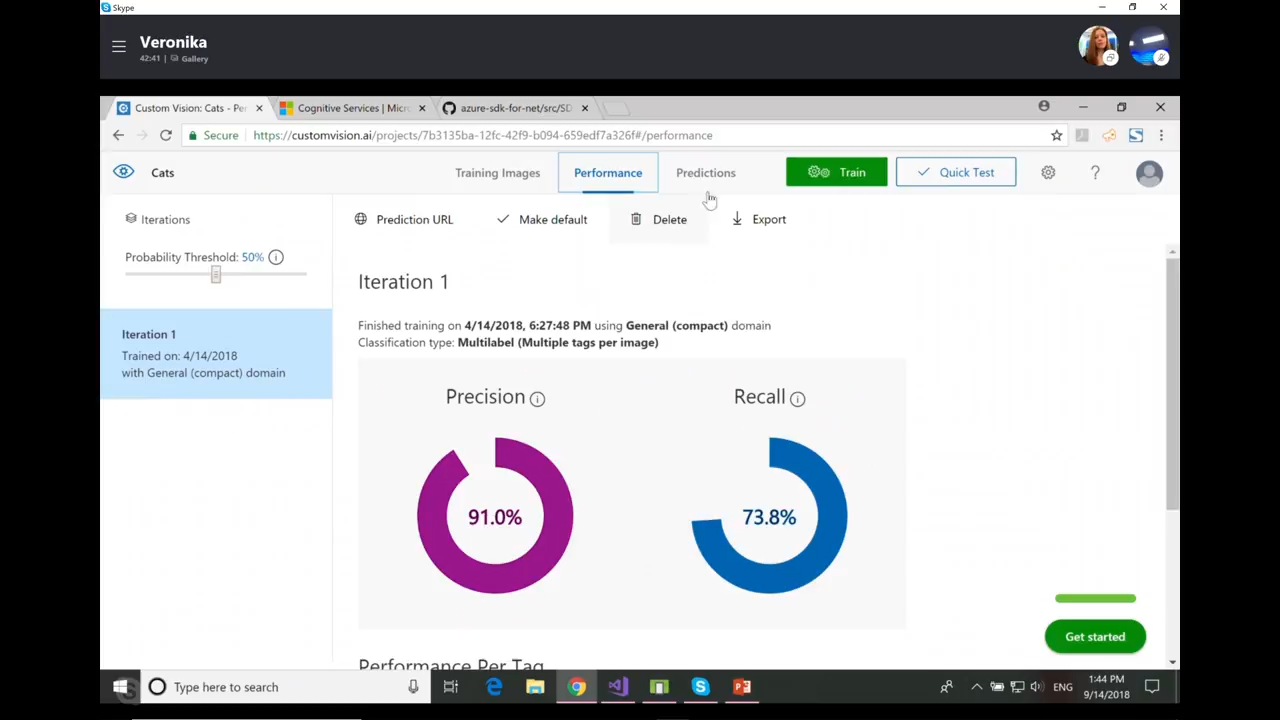 Skype
Veronika
42:41 | Gallery
Custom Vision: Cats - Per
Cognitive Services | Micro
azure-sdk-for-net/src/SD
Secure https://customvision.ai/projects/7b3135ba-12fc-42f9-b094-659edf7a326f#/performance
Cats
Training Images
Performance
Predictions
Train
Quick Test
?
Iterations
Prediction URL
Make default
Delete
Export
Probability Threshold: 50%
Iteration 1
Trained on: 4/14/2018
with General (compact) domain
Iteration 1
Finished training on 4/14/2018, 6:27:48 PM using General (compact) domain
Classification type: Multilabel (Multiple tags per image)
Precision
Recall
91.0%
73.8%
Performance Per Tag
Get started
Type here to search
ENG
1:44 PM
9/14/2018